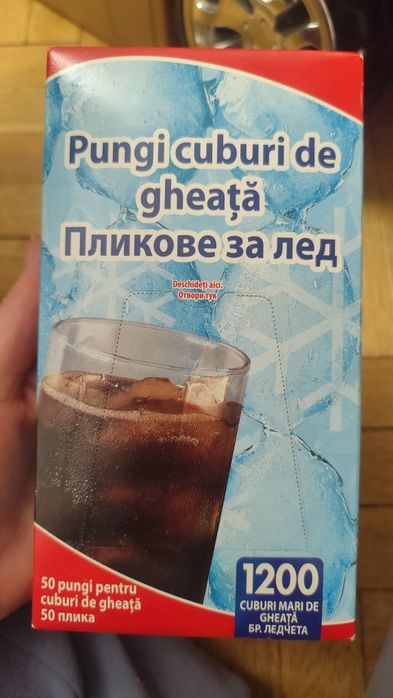 Pungi cuburi de
gheață
Пликове за лед
Deschideți aici.
Отвори тук
50 pungi pentru
cuburi de gheață
50 плика
1200
CUBURI MARI DE
GHEAȚĂ
БР. ЛЕДЧЕТА